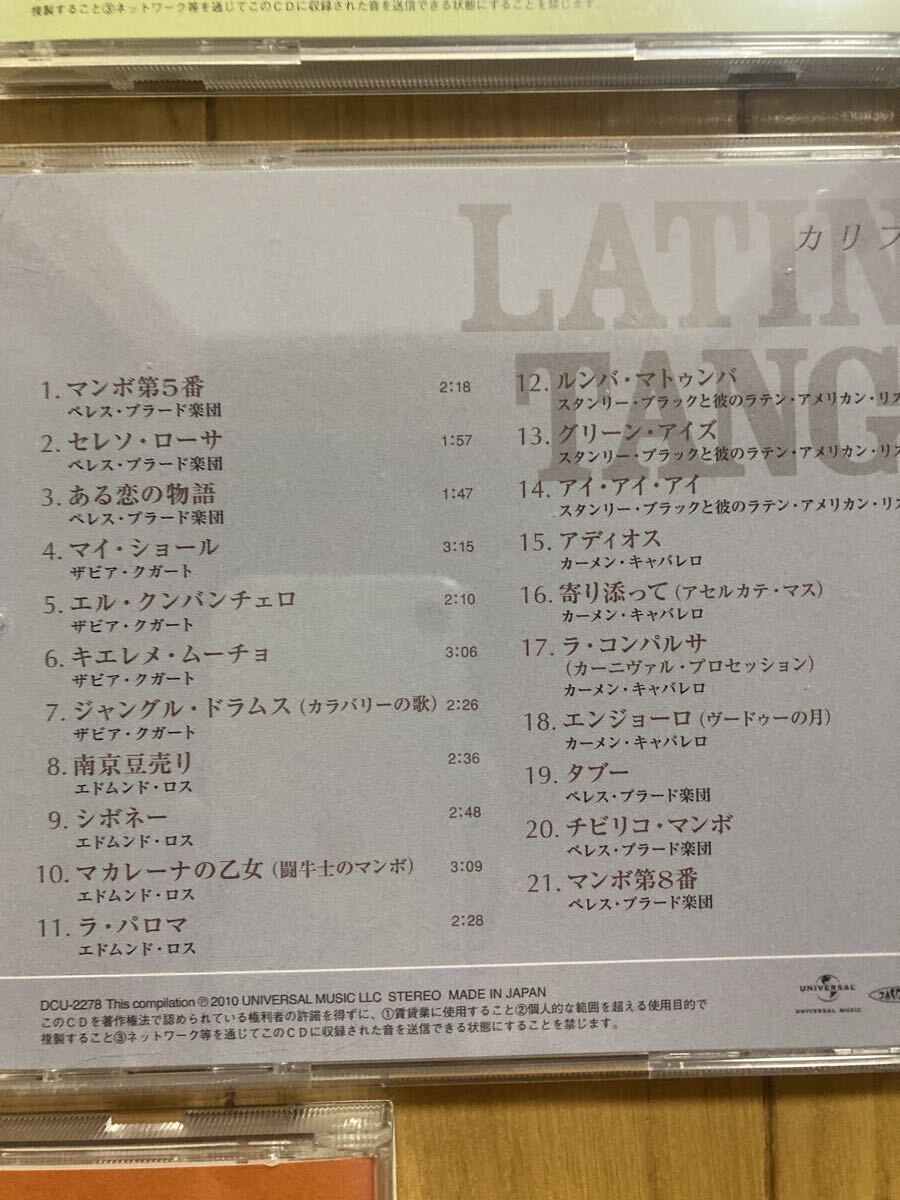 複製すること③ネットワーク等を通じてこのCDに収録された音を送信できる状態にすることを禁じます。
LATIN
カリ
TANG
1. マンボ第5番 2:18
ペレス・プラード楽団
2. セレソ・ローサ 1:57
ペレス・プラード楽団
3. ある恋の物語 1:47
ペレス・プラード楽団
4. マイ・ショール 3:15
ザビア・クガート
5. エル・クンバンチェロ 2:10
ザビア・クガート
6. キエレメ・ムーチョ 3:06
ザビア・クガート
7. ジャングル・ドラムス (カラバリーの歌) 2:26
ザビア・クガート
8. 南京豆売り 2:36
エドムンド・ロス
9. シボネー 2:48
エドムンド・ロス
10. マカレーナの乙女 (闘牛士のマンボ) 3:09
エドムンド・ロス
11. ラ・パロマ 2:28
エドムンド・ロス
12. ルンバ・マトゥンバ
スタンリー・ブラックと彼のラテン・アメリカン・リズ
13. グリーン・アイズ
スタンリー・ブラックと彼のラテン・アメリカン・リズ
14. アイ・アイ・アイ
スタンリー・ブラックと彼のラテン・アメリカン・リズ
15. アディオス
カーメン・キャバレロ
16. 寄り添って (アセルカテ・マス)
カーメン・キャバレロ
17. ラ・コンパルサ
(カーニヴァル・プロセッション)
カーメン・キャバレロ
18. エンジョーロ (ヴードゥーの月)
カーメン・キャバレロ
19. タブー
ペレス・プラード楽団
20. チビリコ・マンボ
ペレス・プラード楽団
21. マンボ第8番
ペレス・プラード楽団
DCU-2278 This compilation ℗ 2010 UNIVERSAL MUSIC LLC STEREO MADE IN JAPAN
このCDを著作権法で認められている権利者の許諾を得ずに、①賃貸業に使用すること②個人的な範囲を超える使用目的で
複製すること③ネットワーク等を通じてこのCDに収録された音を送信できる状態にすることを禁じます。
UNIVERSAL
UNIVERSAL MUSIC